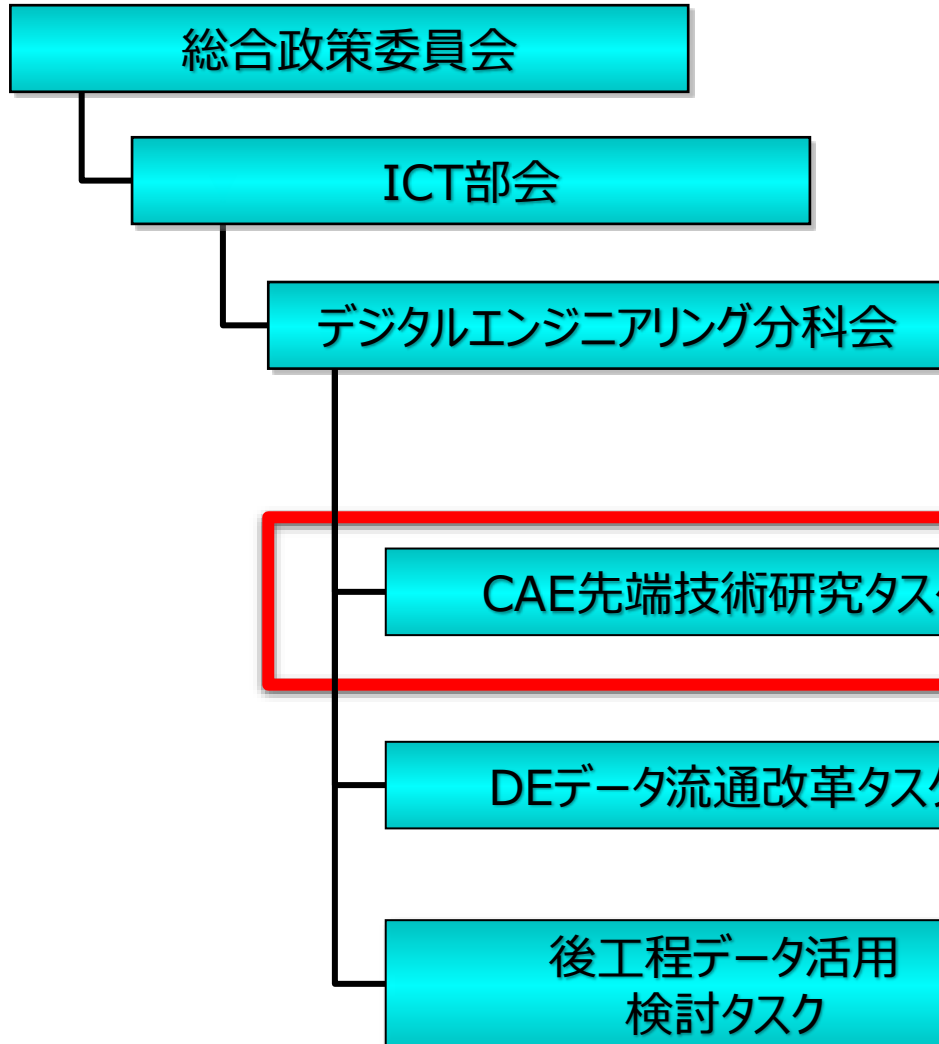 総合政策委員会
ICT部会
デジタルエンジニアリング分科会
CAE先端技術研究タスク
DEデータ流通改革タスク
後工程データ活用
検討タスク